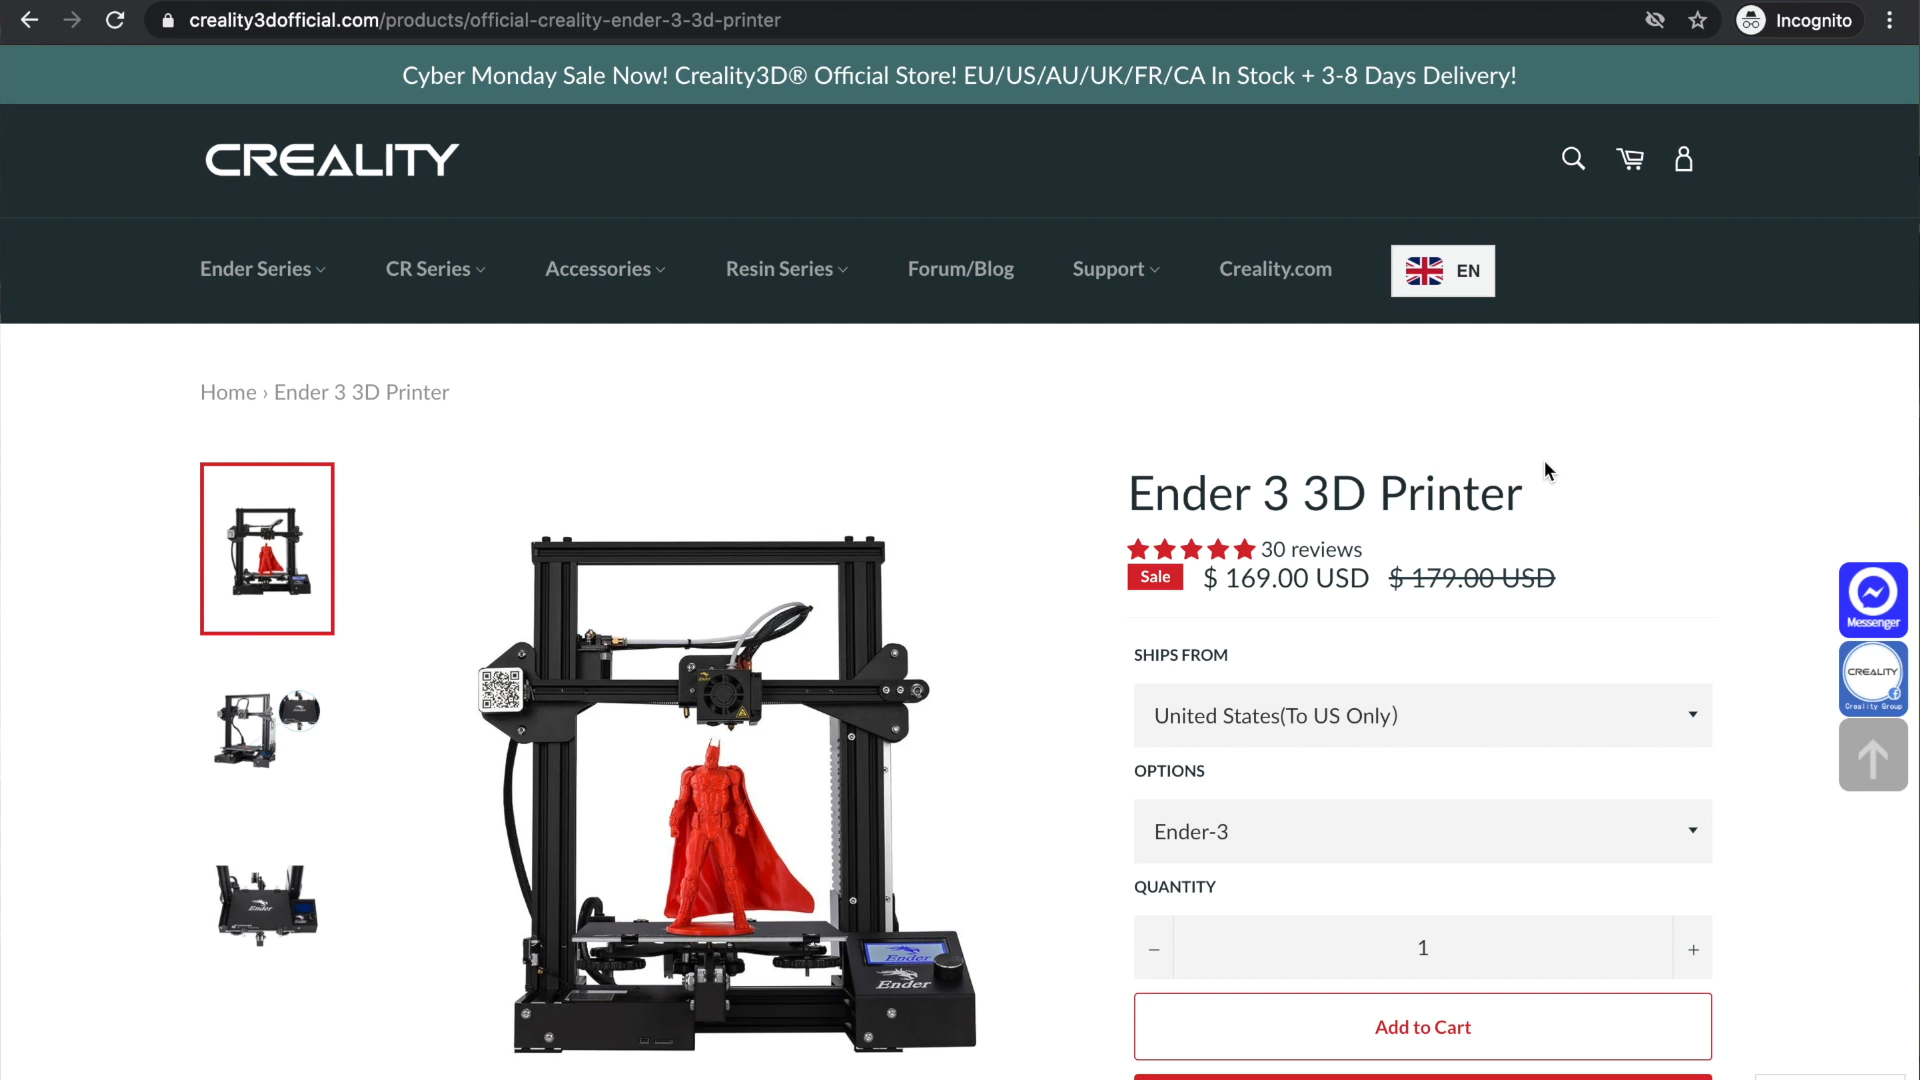 creality3dofficial.com/products/official-creality-ender-3-3d-printer
Incognito
Cyber Monday Sale Now! Creality3D® Official Store! EU/US/AU/UK/FR/CA In Stock + 3-8 Days Delivery!
CREALITY
Ender Series
CR Series
Accessories
Resin Series
Forum/Blog
Support
Creality.com
EN
Home › Ender 3 3D Printer
Ender 3 3D Printer
30 reviews
Sale $ 169.00 USD $ 179.00 USD
SHIPS FROM
United States(To US Only)
OPTIONS
Ender-3
QUANTITY
− 1 +
Add to Cart
Messenger
CREALITY
Creality Group
Ender
Ender
Ender